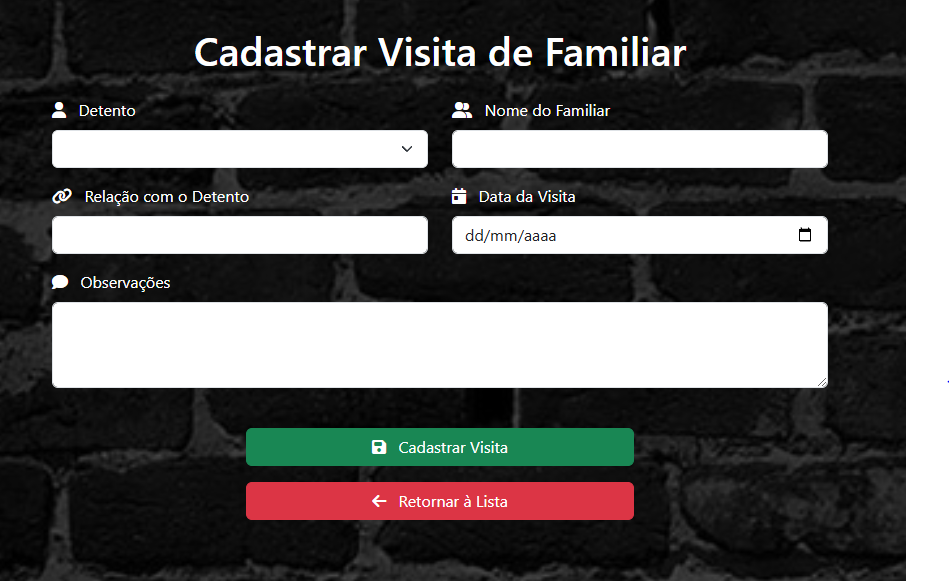 Cadastrar Visita de Familiar
Detento
Nome do Familiar
Relação com o Detento
Data da Visita
dd/mm/aaaa
Observações
Cadastrar Visita
Retornar à Lista